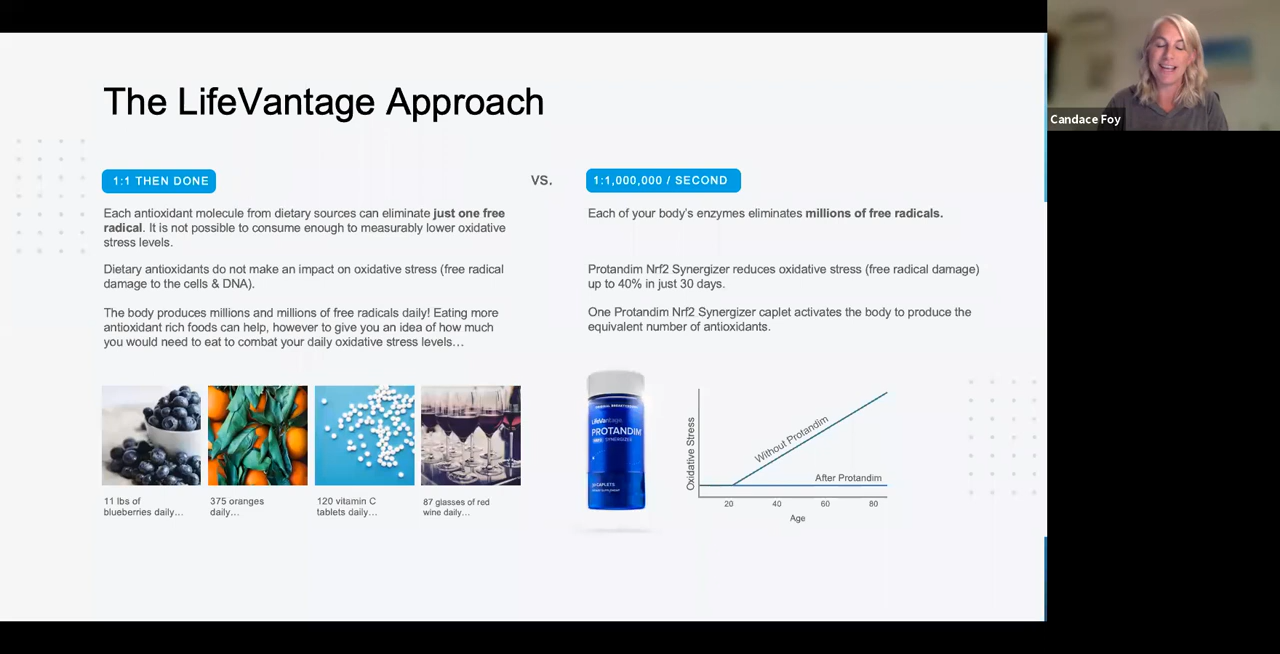 The LifeVantage Approach
1:1 THEN DONE
Each antioxidant molecule from dietary sources can eliminate just one free
radical. It is not possible to consume enough to measurably lower oxidative
stress levels.
Dietary antioxidants do not make an impact on oxidative stress (free radical
damage to the cells & DNA).
The body produces millions and millions of free radicals daily! Eating more
antioxidant rich foods can help, however to give you an idea of how much
you would need to eat to combat your daily oxidative stress levels…
11 lbs of
blueberries daily…
375 oranges
daily…
120 vitamin C
tablets daily…
87 glasses of red
wine daily…
VS.
1:1,000,000 / SECOND
Each of your body’s enzymes eliminates millions of free radicals.
Protandim Nrf2 Synergizer reduces oxidative stress (free radical damage)
up to 40% in just 30 days.
One Protandim Nrf2 Synergizer caplet activates the body to produce the
equivalent number of antioxidants.
LifeVantage
PROTANDIM
SYNERGIZER
CAPLETS
Oxidative Stress
Without Protandim
After Protandim
20 40 60 80
Age
Candace Foy